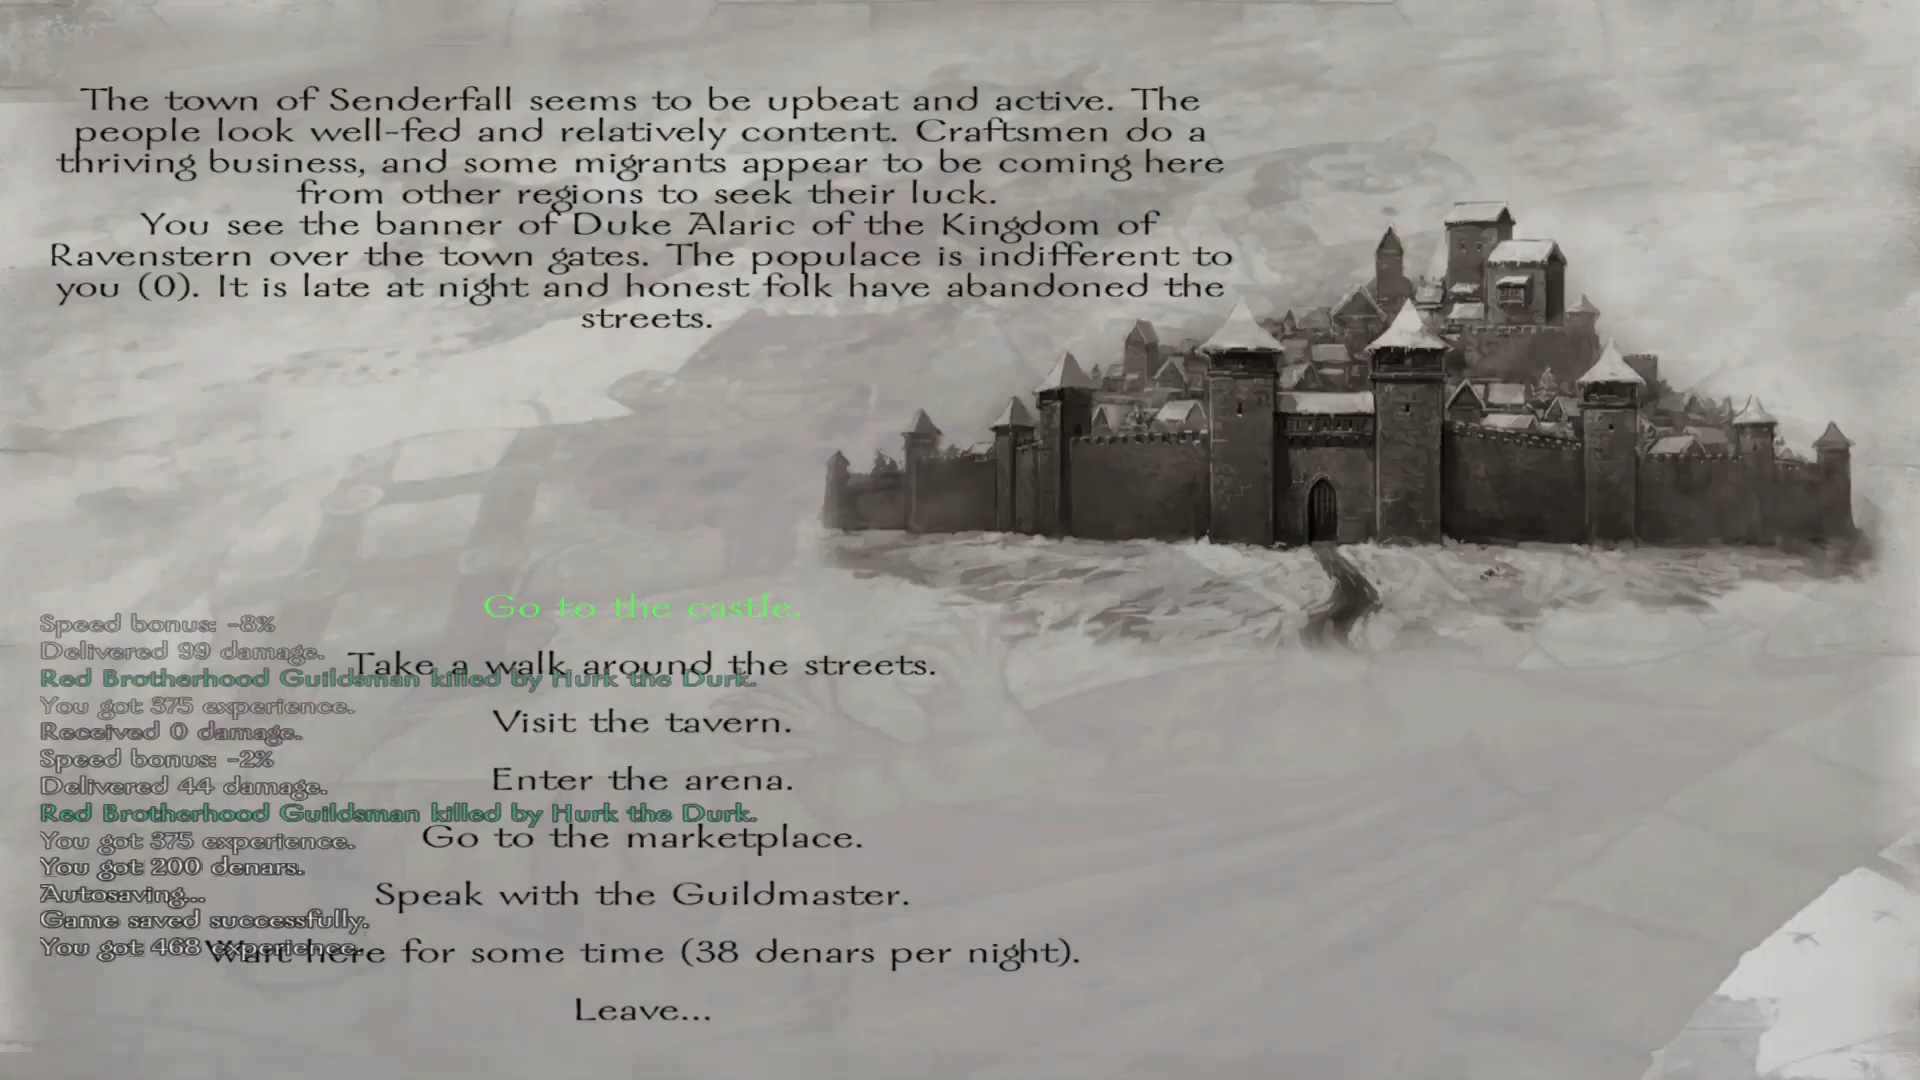 The town of Senderfall seems to be upbeat and active. The
people look well-fed and relatively content. Craftsmen do a
thriving business, and some migrants appear to be coming here
from other regions to seek their luck.
You see the banner of Duke Alaric of the Kingdom of
Ravenstern over the town gates. The populace is indifferent to
you (0). It is late at night and honest folk have abandoned the
streets.
Go to the castle.
Speed bonus: -8%
Delivered 99 damage.
Take a walk around the streets.
Red Brotherhood Guildsman killed by Hurk the Durk.
You got 375 experience.
Visit the tavern.
Received 0 damage.
Speed bonus: -2%
Enter the arena.
Delivered 44 damage.
Red Brotherhood Guildsman killed by Hurk the Durk.
Go to the marketplace.
You got 375 experience.
You got 200 denars.
Autosaving...
Speak with the Guildmaster.
Game saved successfully.
You got 468 experience.
Wait here for some time (38 denars per night).
Leave...